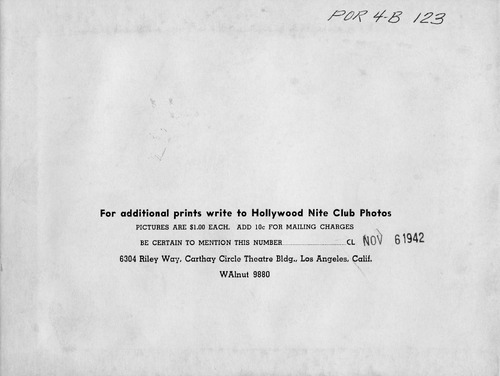 POR 4-B 123
For additional prints write to Hollywood Nite Club Photos
PICTURES ARE $1.00 EACH. ADD 10c FOR MAILING CHARGES
BE CERTAIN TO MENTION THIS NUMBER CL NOV 6 1942
6304 Riley Way, Carthay Circle Theatre Bldg., Los Angeles, Calif.
WAlnut 9880